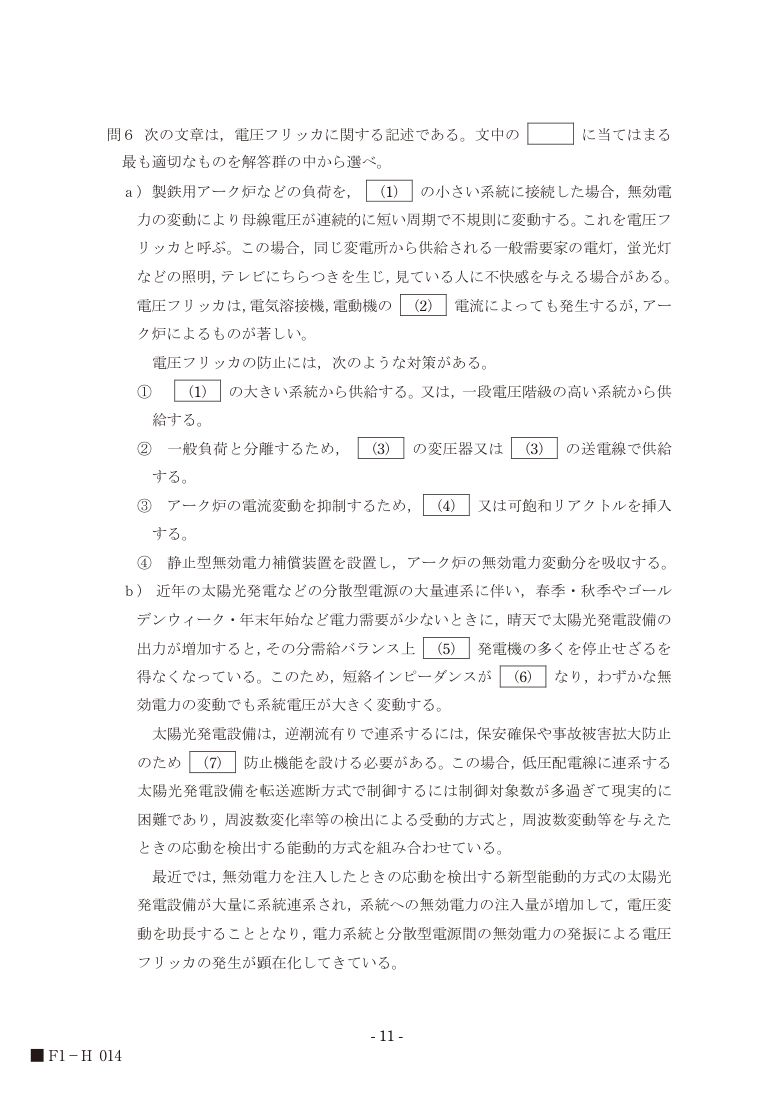 問6 次の文章は，電圧フリッカに関する記述である。文中の に当てはまる
最も適切なものを解答群の中から選べ。
a）製鉄用アーク炉などの負荷を， (1) の小さい系統に接続した場合，無効電
力の変動により母線電圧が連続的に短い周期で不規則に変動する。これを電圧フ
リッカと呼ぶ。この場合，同じ変電所から供給される一般需要家の電灯，蛍光灯
などの照明，テレビにちらつきを生じ，見ている人に不快感を与える場合がある。
電圧フリッカは，電気溶接機，電動機の (2) 電流によっても発生するが，アー
ク炉によるものが著しい。
電圧フリッカの防止には，次のような対策がある。
① (1) の大きい系統から供給する。又は，一段電圧階級の高い系統から供
給する。
② 一般負荷と分離するため， (3) の変圧器又は (3) の送電線で供給
する。
③ アーク炉の電流変動を抑制するため， (4) 又は可飽和リアクトルを挿入
する。
④ 静止型無効電力補償装置を設置し，アーク炉の無効電力変動分を吸収する。
b） 近年の太陽光発電などの分散型電源の大量連系に伴い，春季・秋季やゴール
デンウィーク・年末年始など電力需要が少ないときに，晴天で太陽光発電設備の
出力が増加すると，その分需給バランス上 (5) 発電機の多くを停止せざるを
得なくなっている。このため，短絡インピーダンスが (6) なり，わずかな無
効電力の変動でも系統電圧が大きく変動する。
太陽光発電設備は，逆潮流有りで連系するには，保安確保や事故被害拡大防止
のため (7) 防止機能を設ける必要がある。この場合，低圧配電線に連系する
太陽光発電設備を転送遮断方式で制御するには制御対象数が多過ぎて現実的に
困難であり，周波数変化率等の検出による受動的方式と，周波数変動等を与えた
ときの応動を検出する能動的方式を組み合わせている。
最近では，無効電力を注入したときの応動を検出する新型能動的方式の太陽光
発電設備が大量に系統連系され，系統への無効電力の注入量が増加して，電圧変
動を助長することとなり，電力系統と分散型電源間の無効電力の発振による電圧
フリッカの発生が顕在化してきている。
- 11 -
■F1－H 014